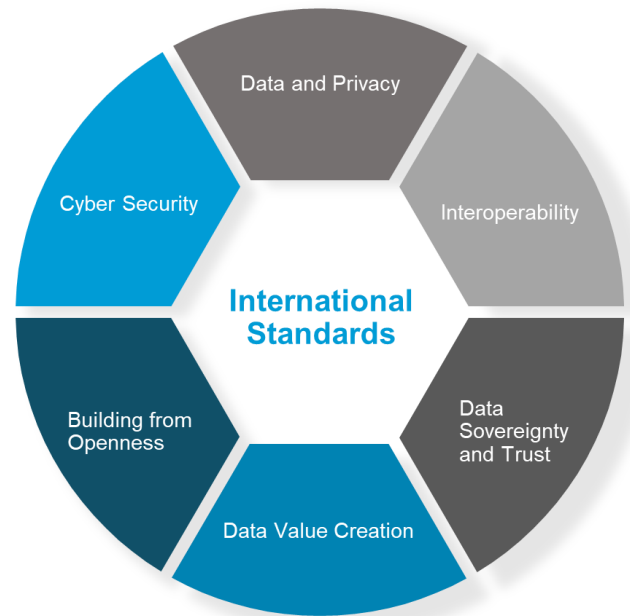 Data and Privacy
Cyber Security
Interoperability
International
Standards
Building from
Openness
Data
Sovereignty
and Trust
Data Value Creation